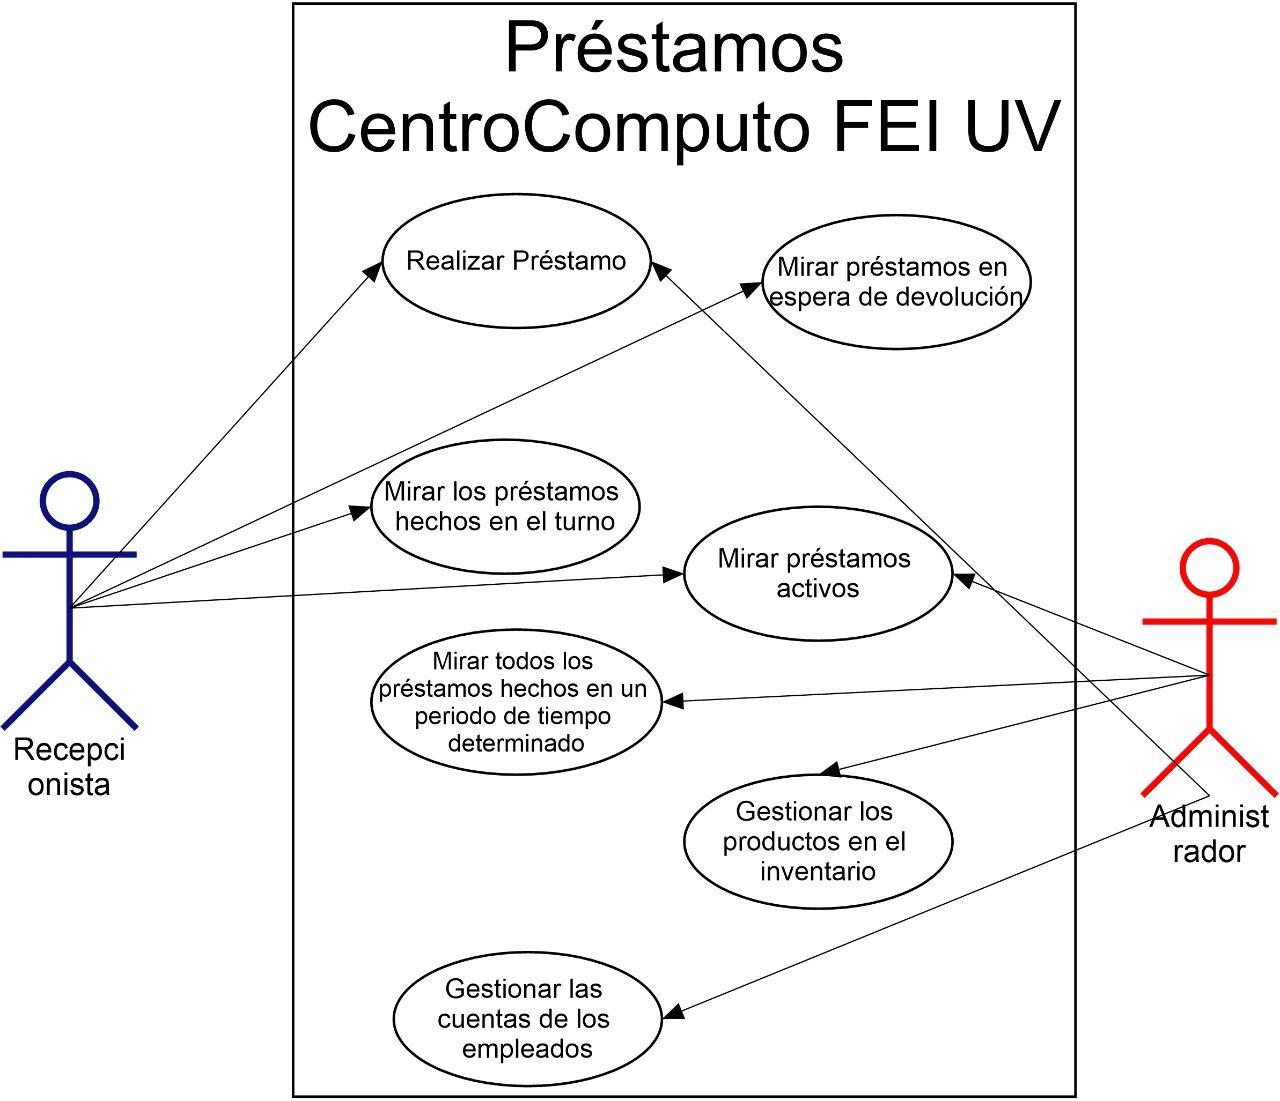 Préstamos
CentroComputo FEI UV
Realizar Préstamo
Mirar préstamos en
espera de devolución
Mirar los préstamos
hechos en el turno
Mirar préstamos
activos
Mirar todos los
préstamos hechos en un
periodo de tiempo
determinado
Gestionar los
productos en el
inventario
Gestionar las
cuentas de los
empleados
Recepci
onista
Administ
rador